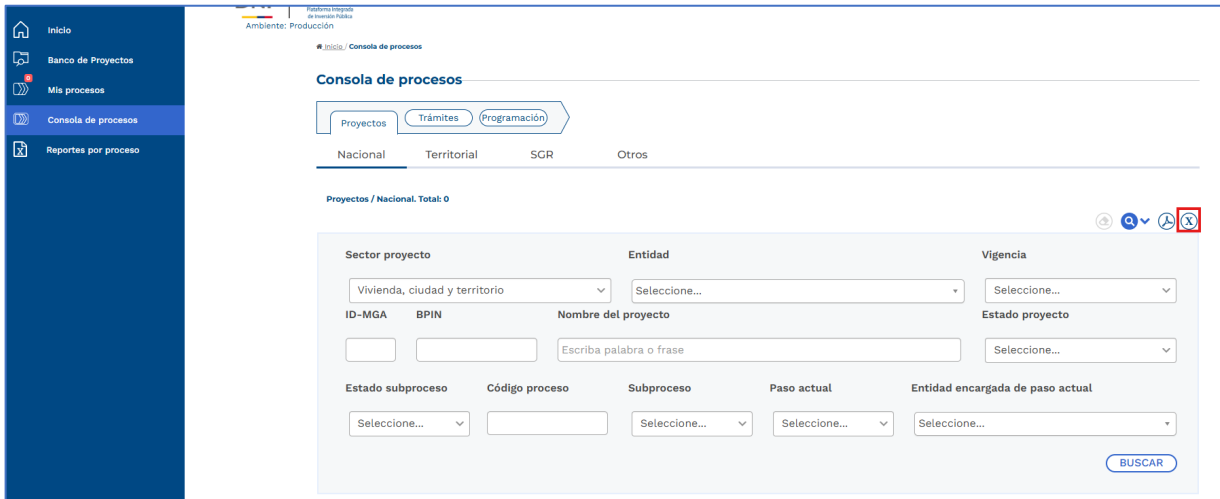 Plataforma Integrada
de Inversión Pública
Ambiente: Producción
Inicio
Banco de Proyectos
0
Mis procesos
Consola de procesos
Reportes por proceso
Inicio / Consola de procesos
Consola de procesos
Proyectos Trámites Programación
Nacional Territorial SGR Otros
Proyectos / Nacional. Total: 0
X
Sector proyecto Entidad Vigencia
Vivienda, ciudad y territorio Seleccione... Seleccione...
ID-MGA BPIN Nombre del proyecto Estado proyecto
Escriba palabra o frase Seleccione...
Estado subproceso Código proceso Subproceso Paso actual Entidad encargada de paso actual
Seleccione... Seleccione... Seleccione... Seleccione...
BUSCAR